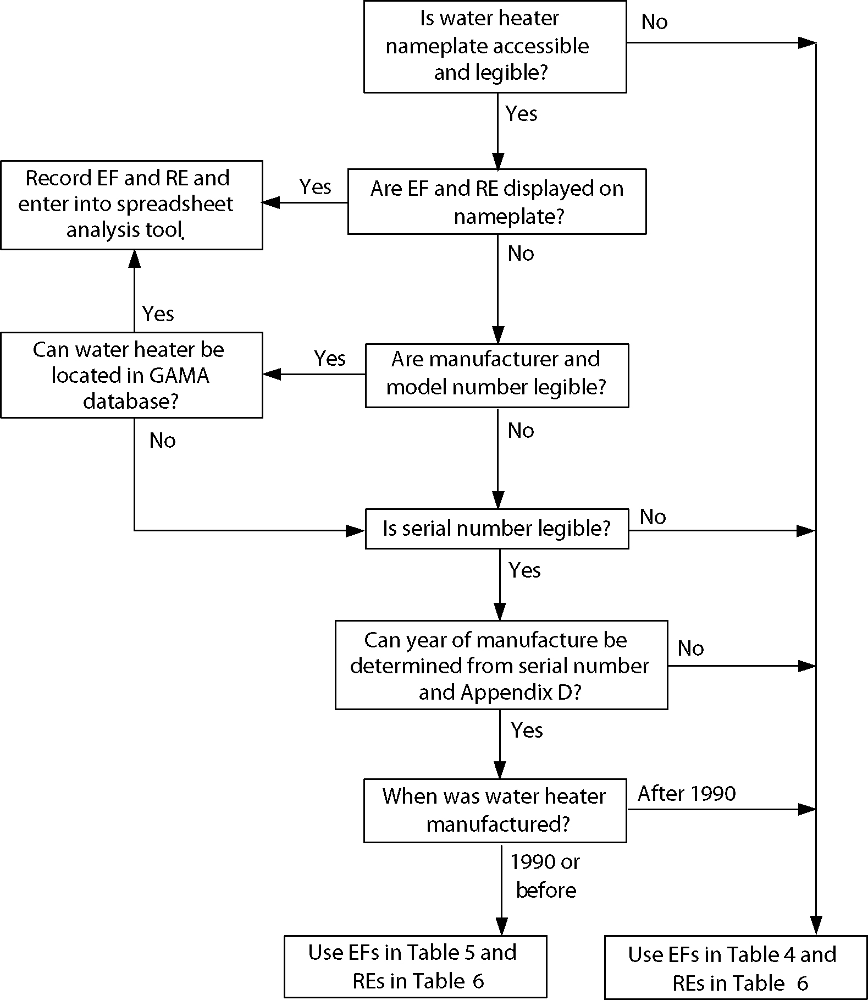 Is water heater
nameplate accessible
and legible?
No
Yes
Record EF and RE and
enter into spreadsheet
analysis tool.
Yes
Are EF and RE displayed on
nameplate?
No
Yes
Can water heater be
located in GAMA
database?
Yes
Are manufacturer and
model number legible?
No
No
Is serial number legible?
No
Yes
Can year of manufacture be
determined from serial number
and Appendix D?
No
Yes
When was water heater
manufactured?
After 1990
1990 or
before
Use EFs in Table 5 and
REs in Table 6
Use EFs in Table 4 and
REs in Table 6